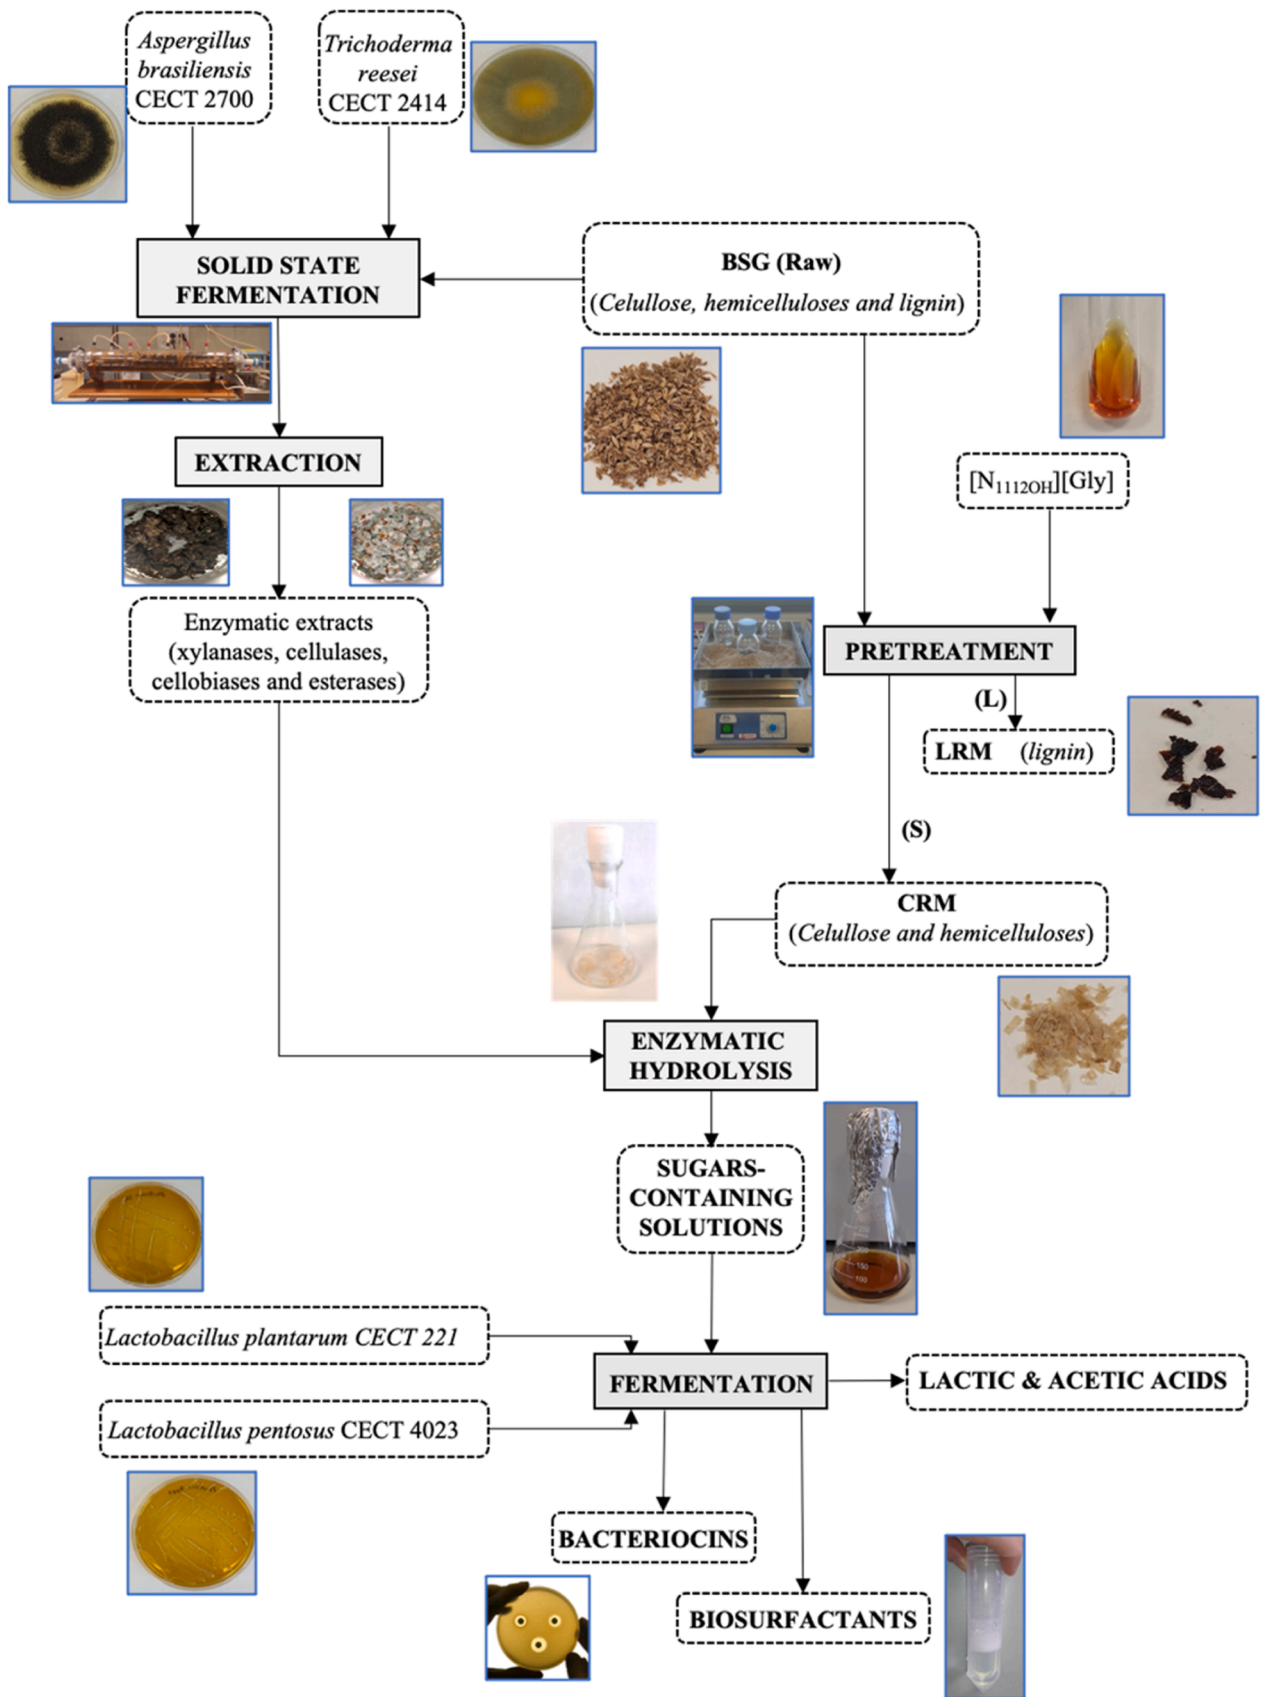 Aspergillus
brasiliensis
CECT 2700
Trichoderma
reesei
CECT 2414
SOLID STATE
FERMENTATION
BSG (Raw)
(Celullose, hemicelluloses and lignin)
EXTRACTION
[N1112OH][Gly]
Enzymatic extracts
(xylanases, cellulases,
cellobiases and esterases)
PRETREATMENT
(L)
LRM (lignin)
(S)
CRM
(Celullose and hemicelluloses)
ENZYMATIC
HYDROLYSIS
SUGARS-
CONTAINING
SOLUTIONS
150
100
Lactobacillus plantarum CECT 221
FERMENTATION
LACTIC & ACETIC ACIDS
Lactobacillus pentosus CECT 4023
BACTERIOCINS
BIOSURFACTANTS